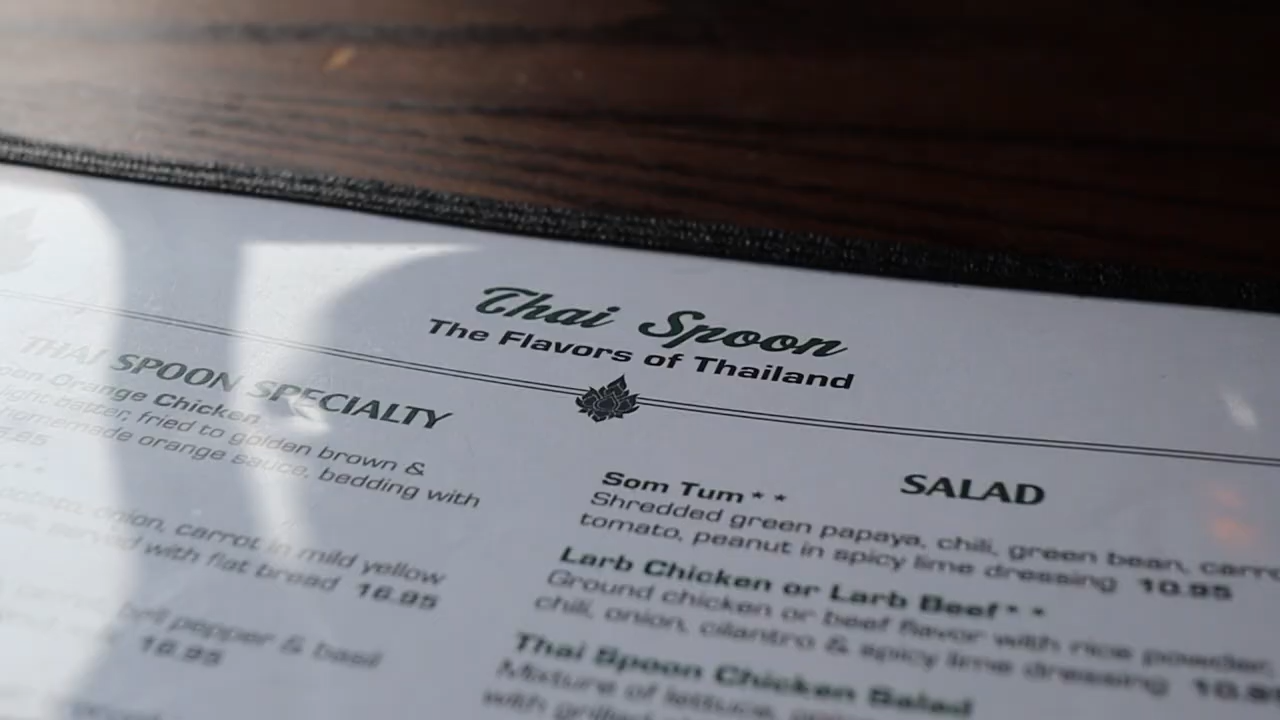 Thai Spoon
The Flavors of Thailand
THAI SPOON SPECIALTY
Orange Chicken
light batter, fried to golden brown &
homemade orange sauce, bedding with
onion, carrot in mild yellow
served with flat bread 16.95
bell pepper & basil
16.95
SALAD
Som Tum * *
Shredded green papaya, chili, green bean,
tomato, peanut in spicy lime dressing 10.95
Larb Chicken or Larb Beef * *
Ground chicken or beef flavor with rice powder,
chili, onion, cilantro & spicy lime dressing
Thai Spoon Chicken Salad
Mixture of lettuce,
with grilled